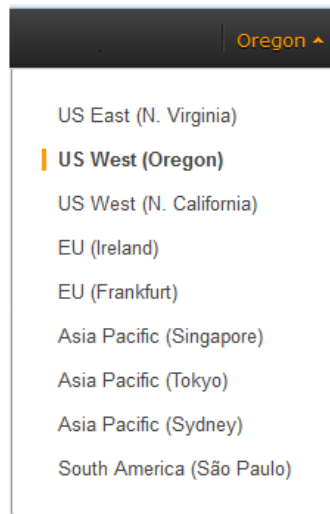 Oregon
US East (N. Virginia)
US West (Oregon)
US West (N. California)
EU (Ireland)
EU (Frankfurt)
Asia Pacific (Singapore)
Asia Pacific (Tokyo)
Asia Pacific (Sydney)
South America (São Paulo)